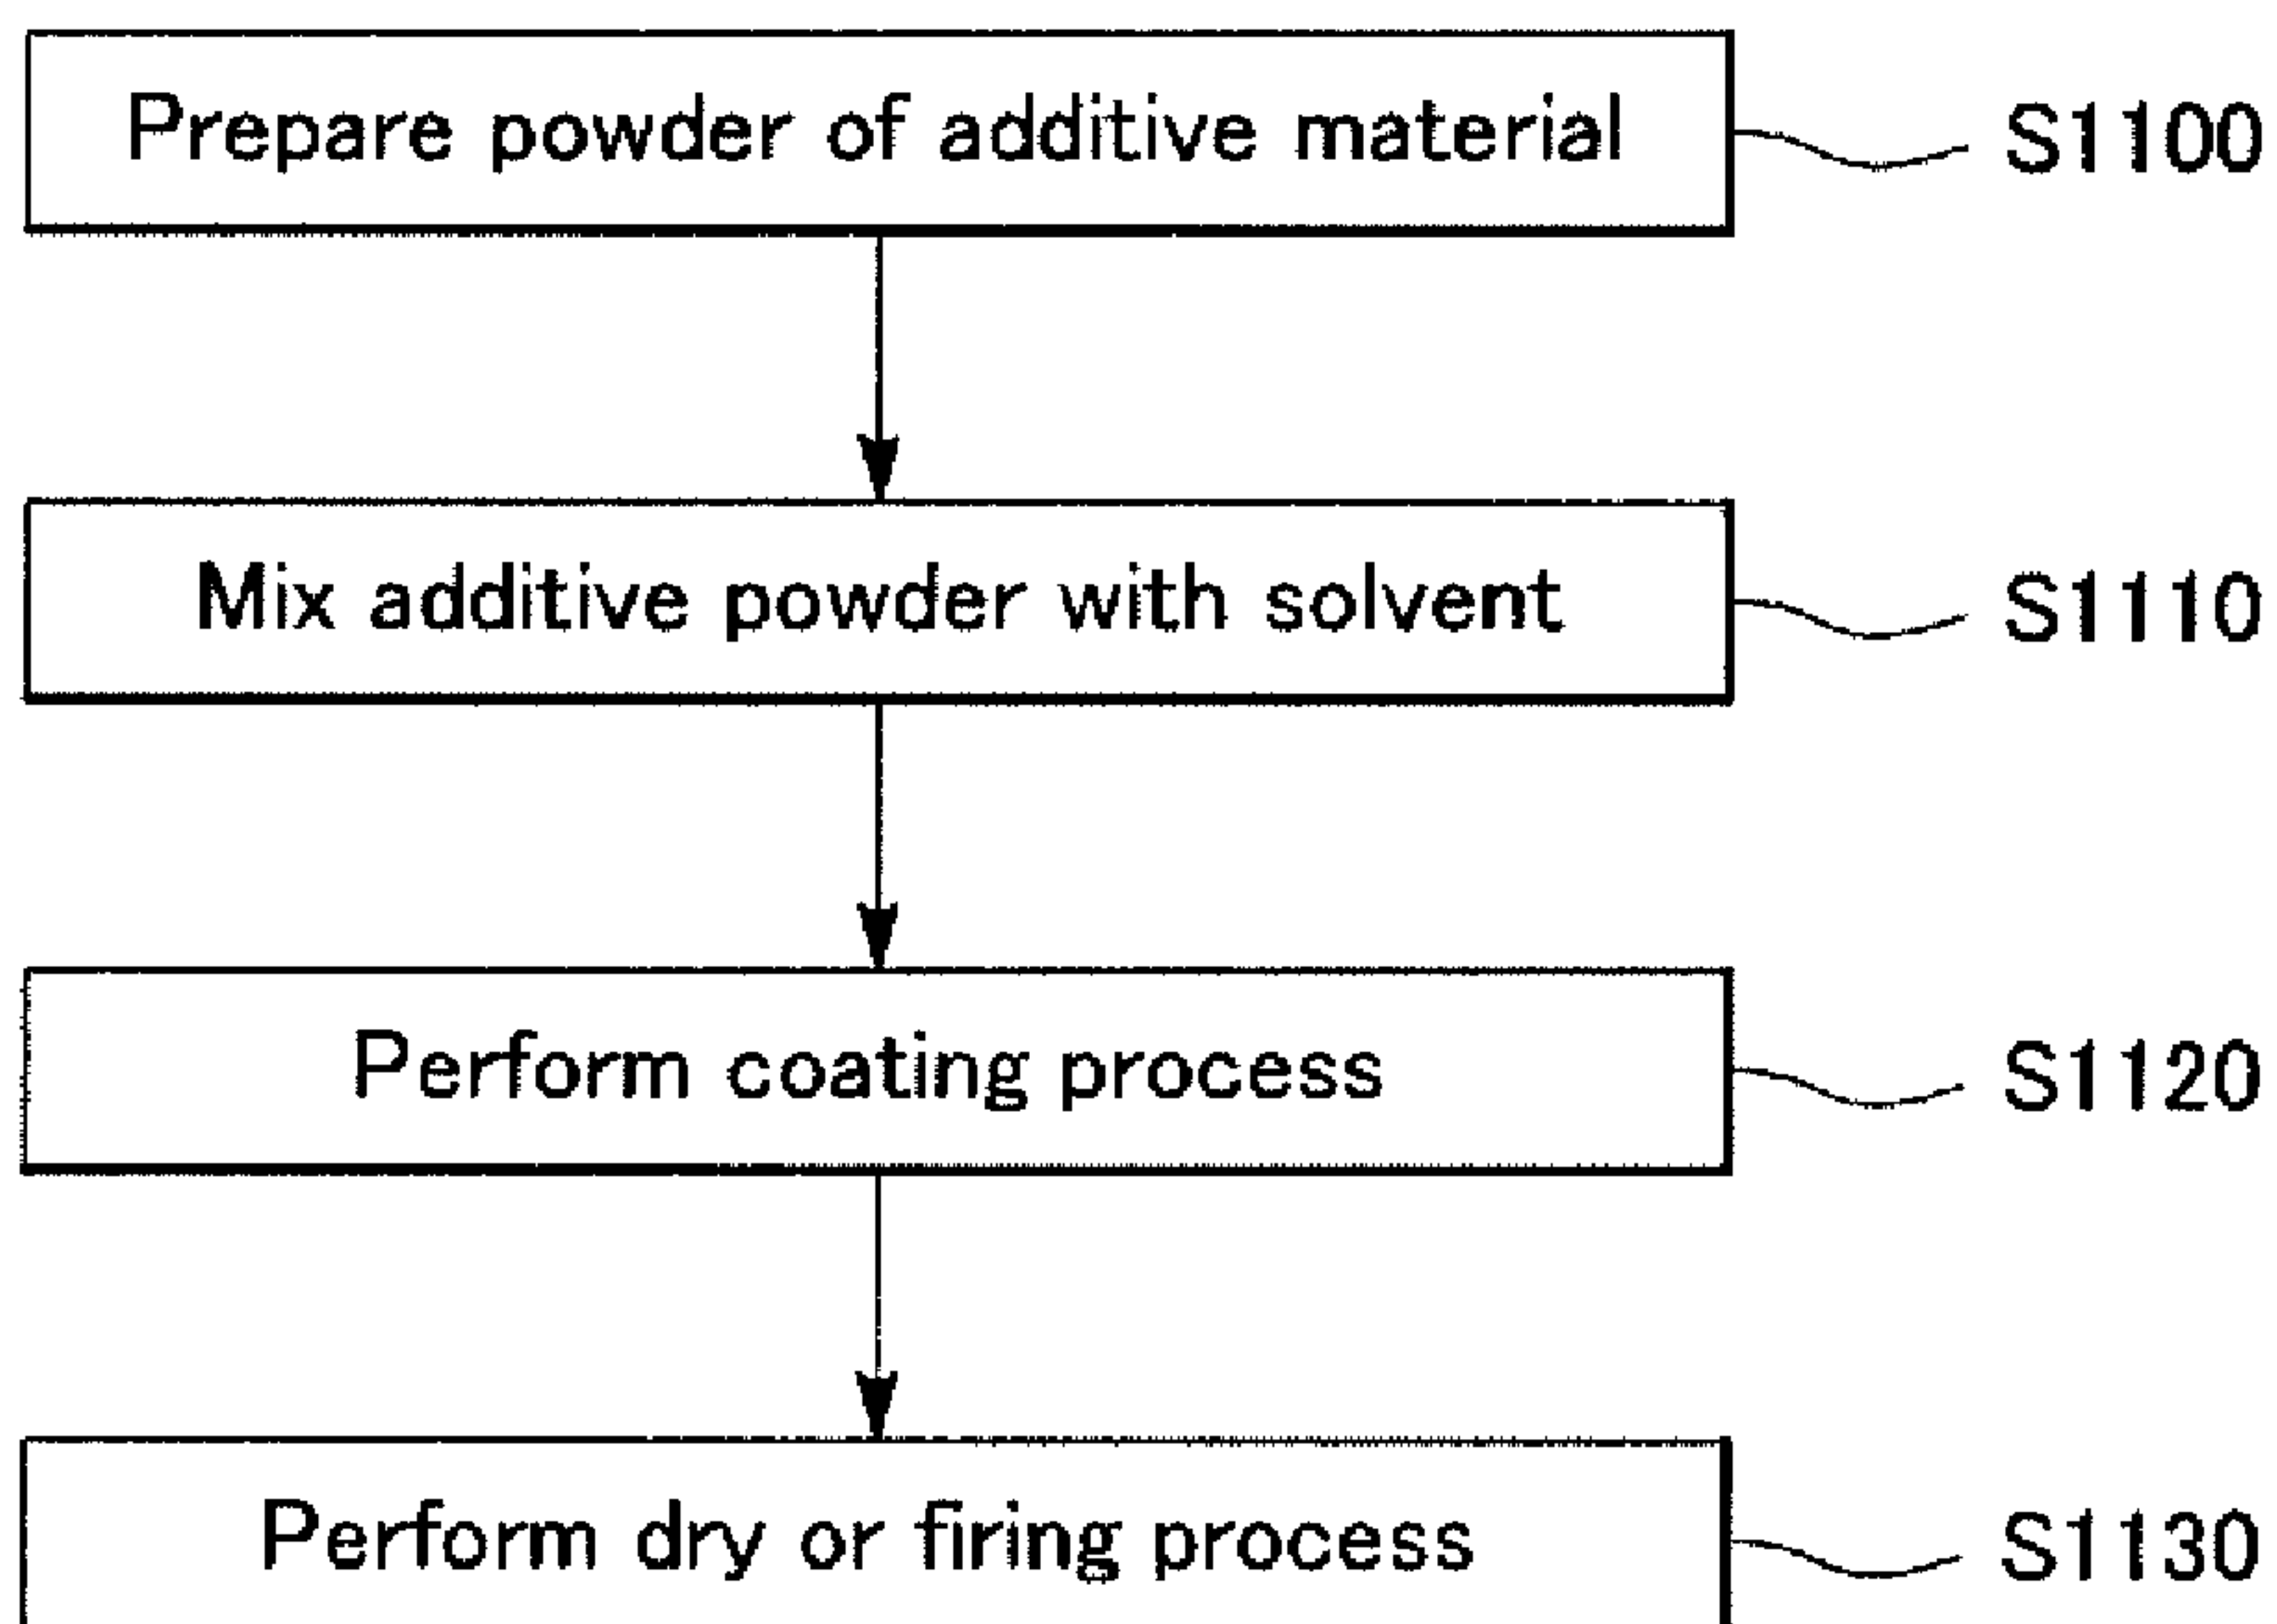 Prepare powder of additive material S1100
Mix additive powder with solvent S1110
Perform coating process S1120
Perform dry or firing process S1130